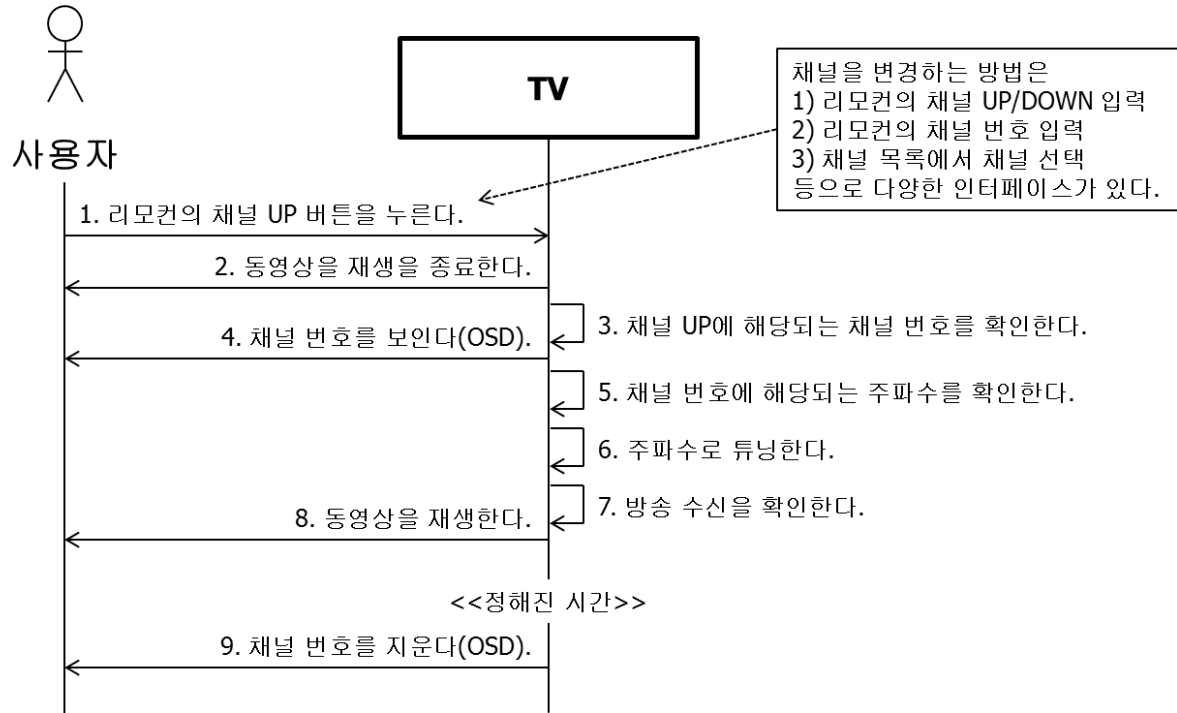 TV
채널을 변경하는 방법은
1) 리모컨의 채널 UP/DOWN 입력
2) 리모컨의 채널 번호 입력
3) 채널 목록에서 채널 선택
등으로 다양한 인터페이스가 있다.
사용자
1. 리모컨의 채널 UP 버튼을 누른다.
2. 동영상을 재생을 종료한다.
3. 채널 UP에 해당되는 채널 번호를 확인한다.
4. 채널 번호를 보인다(OSD).
5. 채널 번호에 해당되는 주파수를 확인한다.
6. 주파수로 튜닝한다.
7. 방송 수신을 확인한다.
8. 동영상을 재생한다.
<<정해진 시간>>
9. 채널 번호를 지운다(OSD).